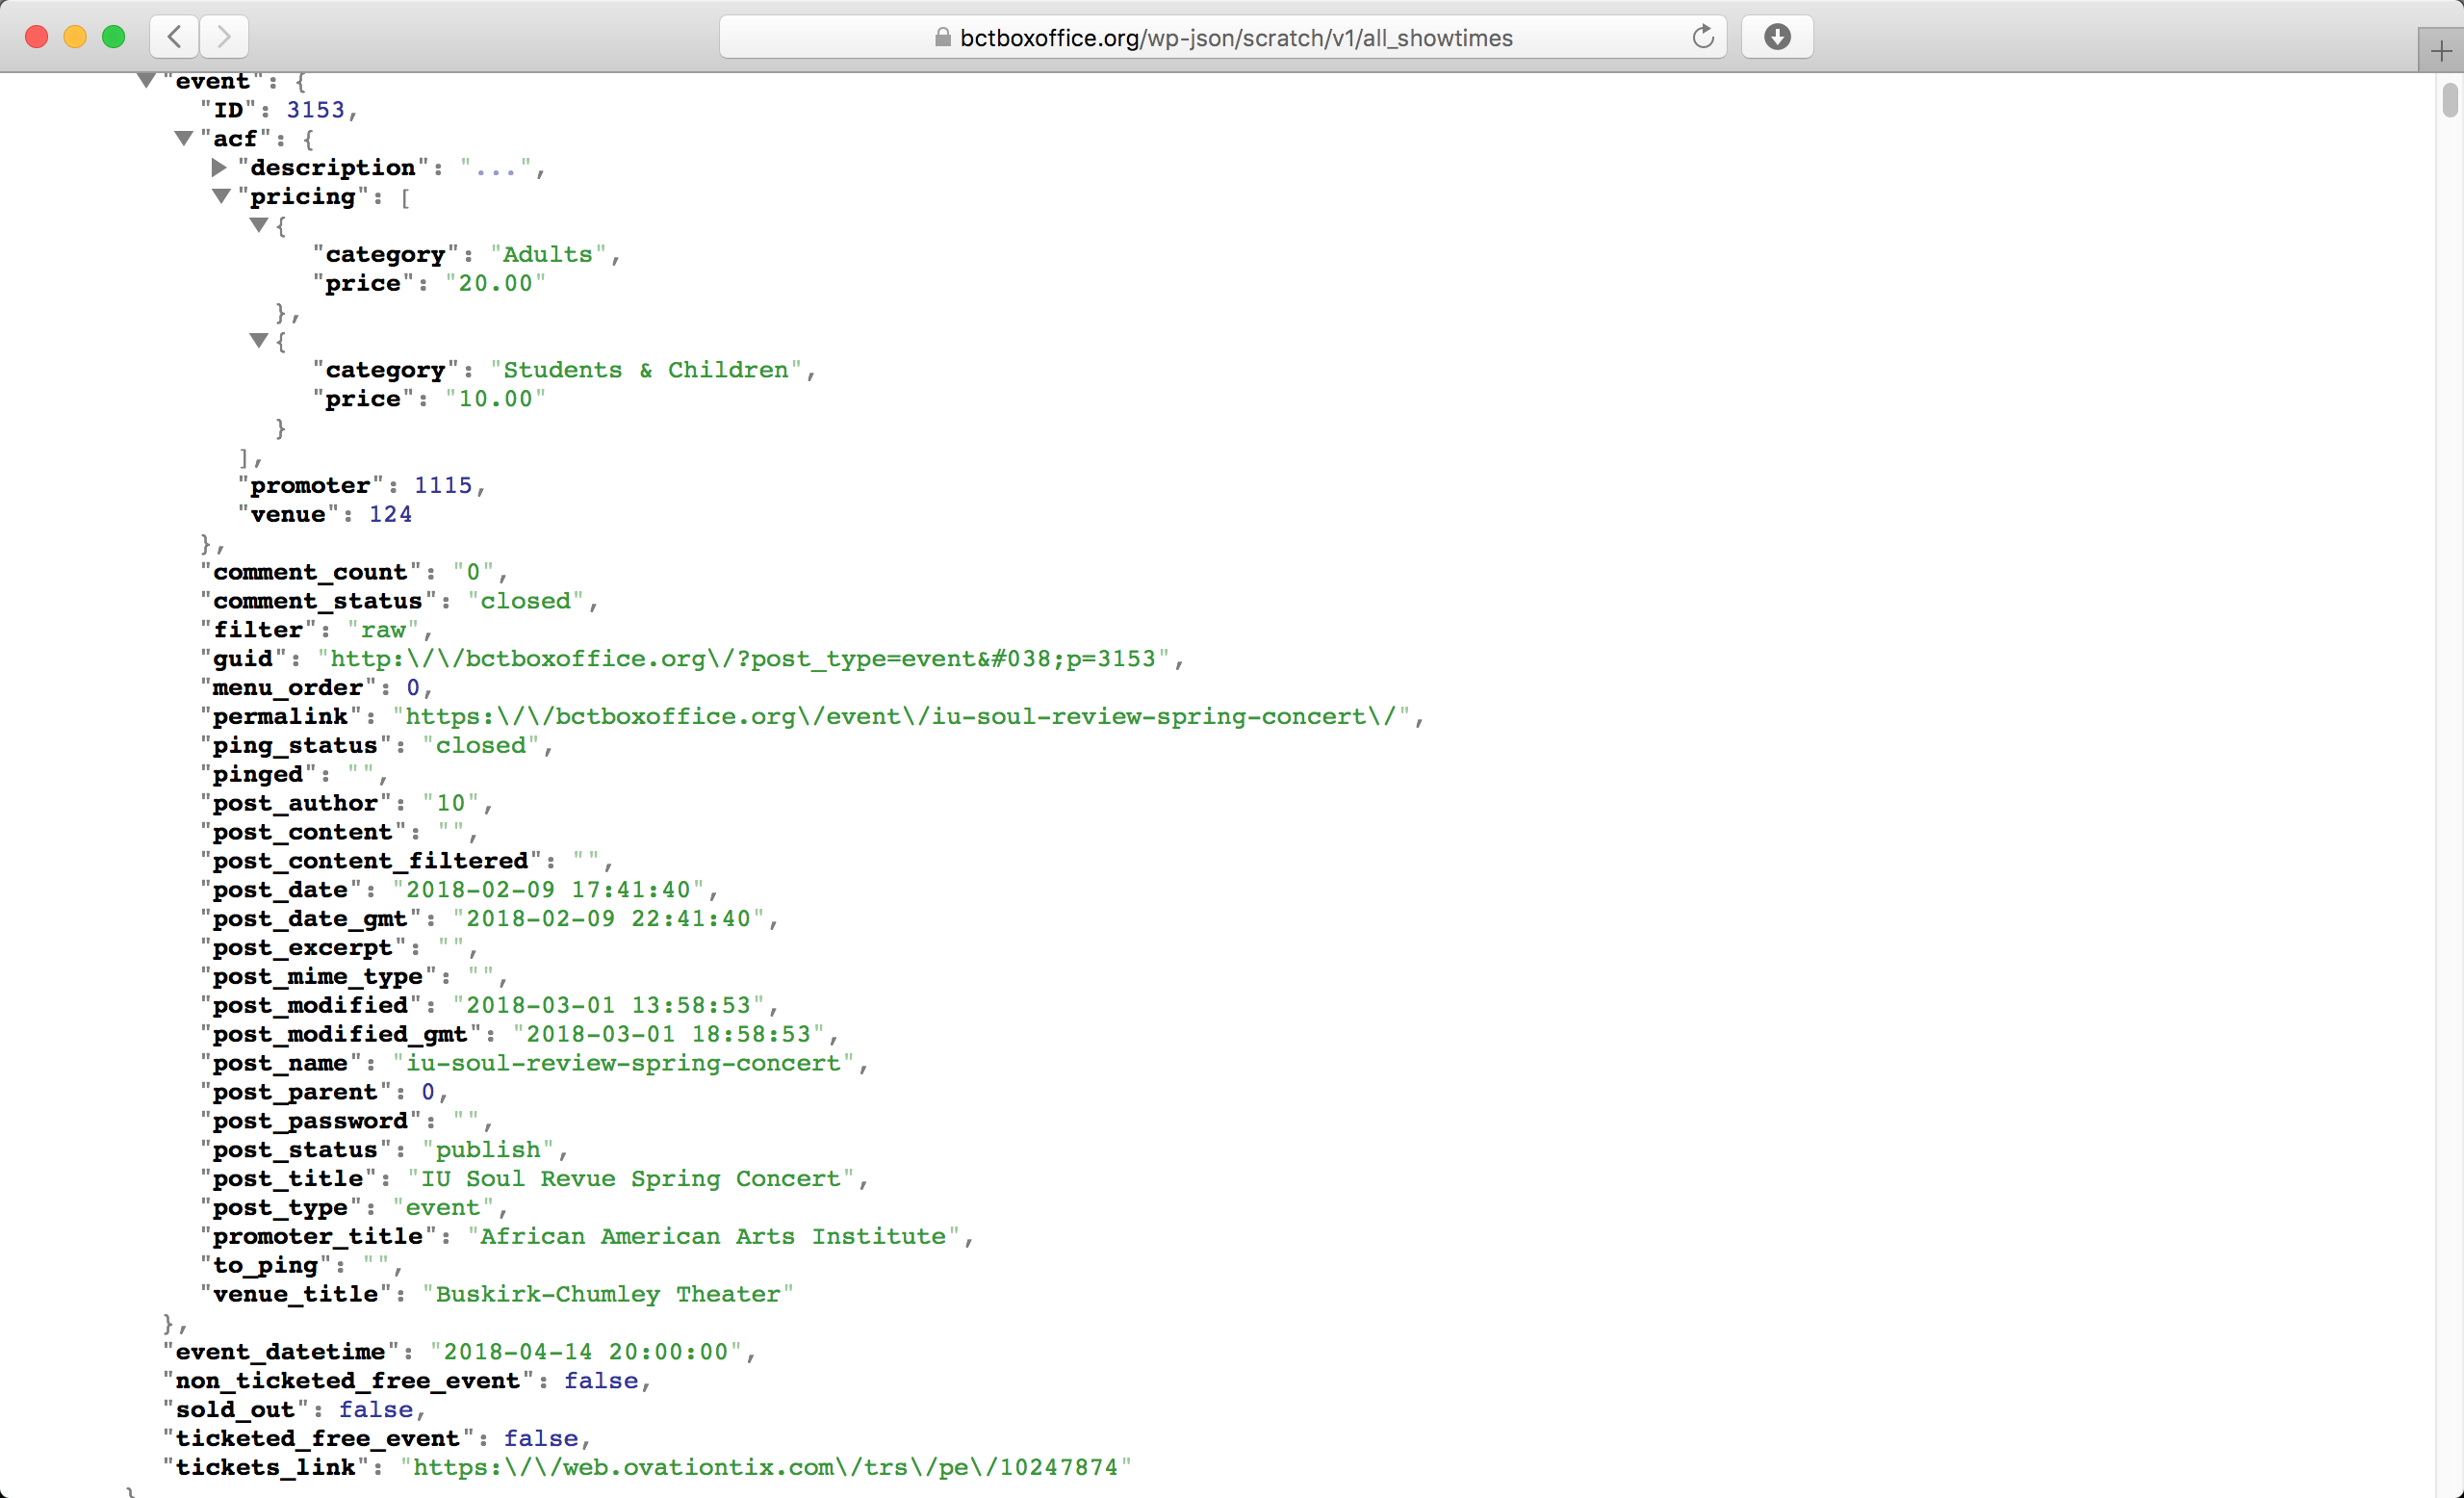 bctboxoffice.org/wp-json/scratch/v1/all_showtimes
"event": {
"ID": 3153,
"acf": {
"description": "...",
"pricing": [
{
"category": "Adults",
"price": "20.00"
},
{
"category": "Students & Children",
"price": "10.00"
}
],
"promoter": 1115,
"venue": 124
},
"comment_count": "0",
"comment_status": "closed",
"filter": "raw",
"guid": "http:\/\/bctboxoffice.org\/?post_type=event&#038;p=3153",
"menu_order": 0,
"permalink": "https:\/\/bctboxoffice.org\/event\/iu-soul-review-spring-concert\/",
"ping_status": "closed",
"pinged": "",
"post_author": "10",
"post_content": "",
"post_content_filtered": "",
"post_date": "2018-02-09 17:41:40",
"post_date_gmt": "2018-02-09 22:41:40",
"post_excerpt": "",
"post_mime_type": "",
"post_modified": "2018-03-01 13:58:53",
"post_modified_gmt": "2018-03-01 18:58:53",
"post_name": "iu-soul-review-spring-concert",
"post_parent": 0,
"post_password": "",
"post_status": "publish",
"post_title": "IU Soul Revue Spring Concert",
"post_type": "event",
"promoter_title": "African American Arts Institute",
"to_ping": "",
"venue_title": "Buskirk-Chumley Theater"
},
"event_datetime": "2018-04-14 20:00:00",
"non_ticketed_free_event": false,
"sold_out": false,
"ticketed_free_event": false,
"tickets_link": "https:\/\/web.ovationtix.com\/trs\/pe\/10247874"
}